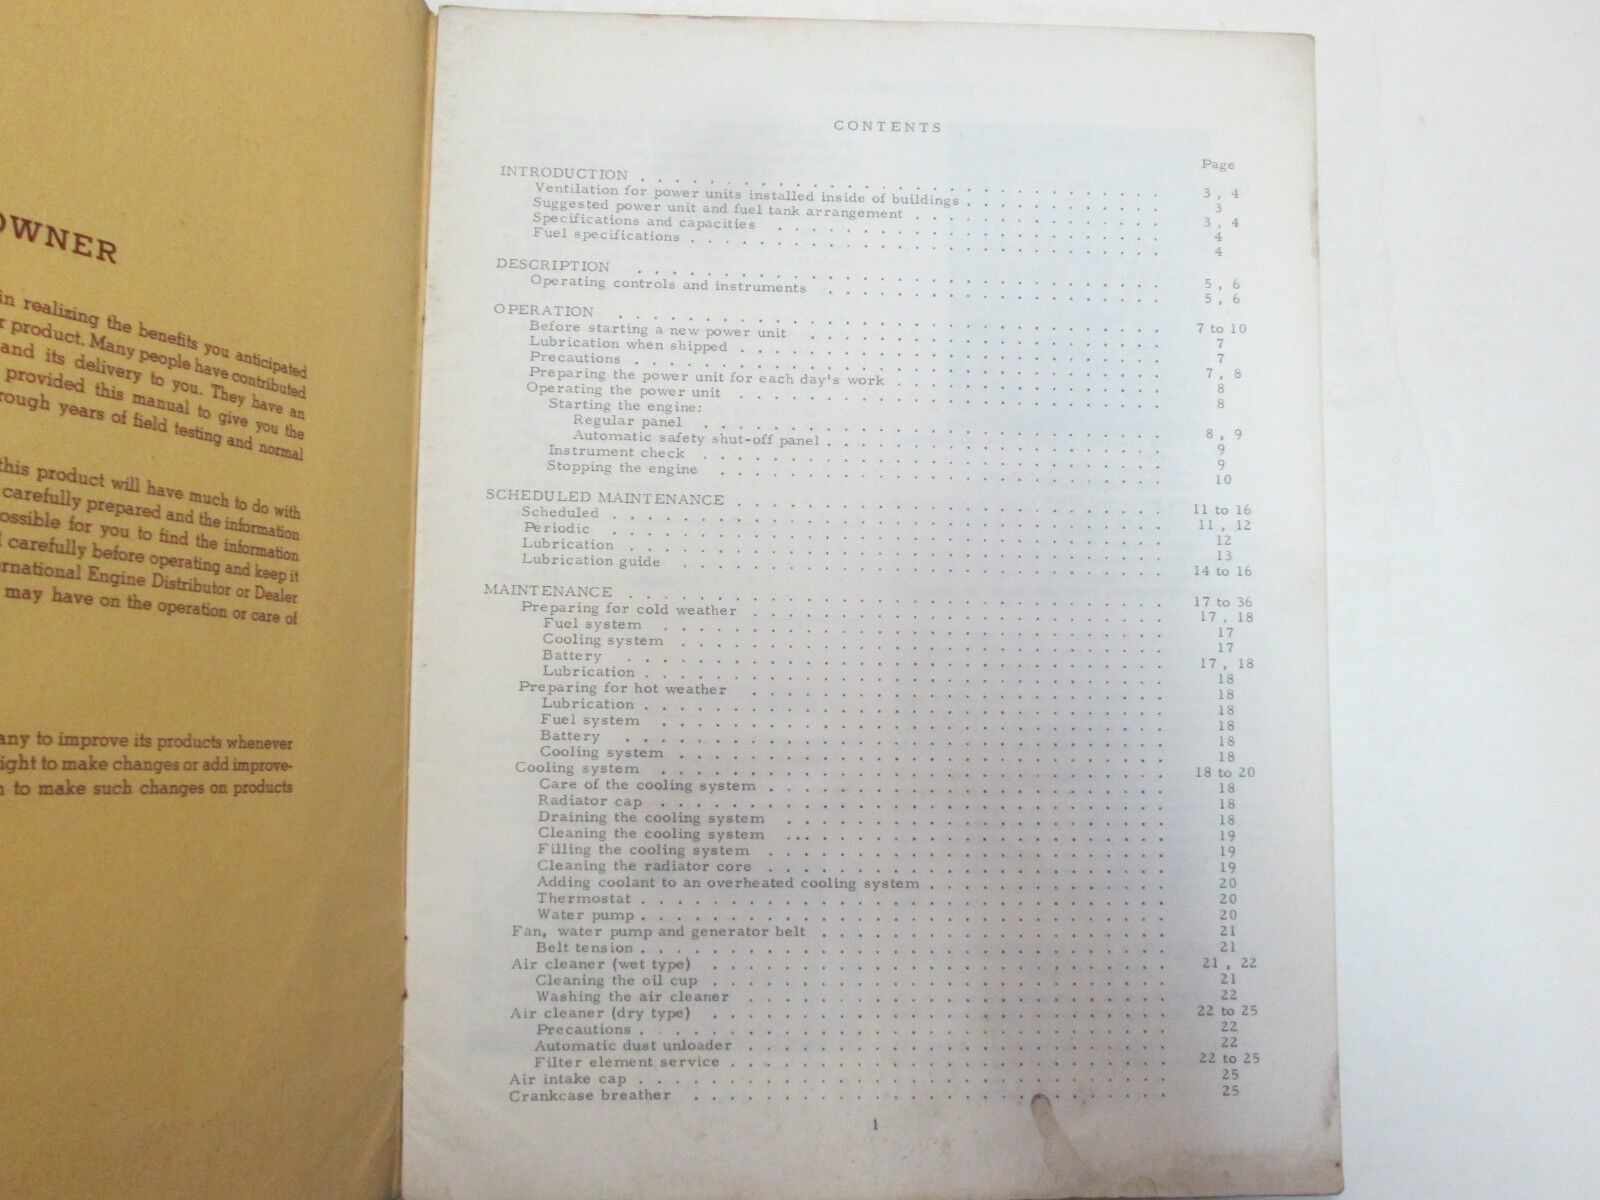 OWNER
in realizing the benefits you anticipated
product. Many people have contributed
and its delivery to you. They have an
provided this manual to give you the
through years of field testing and normal
this product will have much to do with
carefully prepared and the information
possible for you to find the information
carefully before operating and keep it
International Engine Distributor or Dealer
may have on the operation or care of
any to improve its products whenever
right to make changes or add improve-
to make such changes on products
CONTENTS
Page
INTRODUCTION . . . . . 3, 4
Ventilation for power units installed inside of buildings . . . . . 3
Suggested power unit and fuel tank arrangement . . . . . 3, 4
Specifications and capacities . . . . . 4
Fuel specifications . . . . . 4
DESCRIPTION . . . . . 5, 6
Operating controls and instruments . . . . . 5, 6
OPERATION . . . . . 7 to 10
Before starting a new power unit . . . . . 7
Lubrication when shipped . . . . . 7
Precautions . . . . . 7, 8
Preparing the power unit for each day's work . . . . . 8
Operating the power unit . . . . . 8
Starting the engine:
Regular panel . . . . . 8, 9
Automatic safety shut-off panel . . . . . 9
Instrument check . . . . . 9
Stopping the engine . . . . . 10
SCHEDULED MAINTENANCE . . . . . 11 to 16
Scheduled . . . . . 11, 12
Periodic . . . . . 12
Lubrication . . . . . 13
Lubrication guide . . . . . 14 to 16
MAINTENANCE . . . . . 17 to 36
Preparing for cold weather . . . . . 17, 18
Fuel system . . . . . 17
Cooling system . . . . . 17
Battery . . . . . 17, 18
Lubrication . . . . . 18
Preparing for hot weather . . . . . 18
Lubrication . . . . . 18
Fuel system . . . . . 18
Battery . . . . . 18
Cooling system . . . . . 18
Cooling system . . . . . 18 to 20
Care of the cooling system . . . . . 18
Radiator cap . . . . . 18
Draining the cooling system . . . . . 18
Cleaning the cooling system . . . . . 19
Filling the cooling system . . . . . 19
Cleaning the radiator core . . . . . 19
Adding coolant to an overheated cooling system . . . . . 20
Thermostat . . . . . 20
Water pump . . . . . 20
Fan, water pump and generator belt . . . . . 21
Belt tension . . . . . 21
Air cleaner (wet type) . . . . . 21, 22
Cleaning the oil cup . . . . . 21
Washing the air cleaner . . . . . 22
Air cleaner (dry type) . . . . . 22 to 25
Precautions . . . . . 22
Automatic dust unloader . . . . . 22
Filter element service . . . . . 22 to 25
Air intake cap . . . . . 25
Crankcase breather . . . . . 25
1